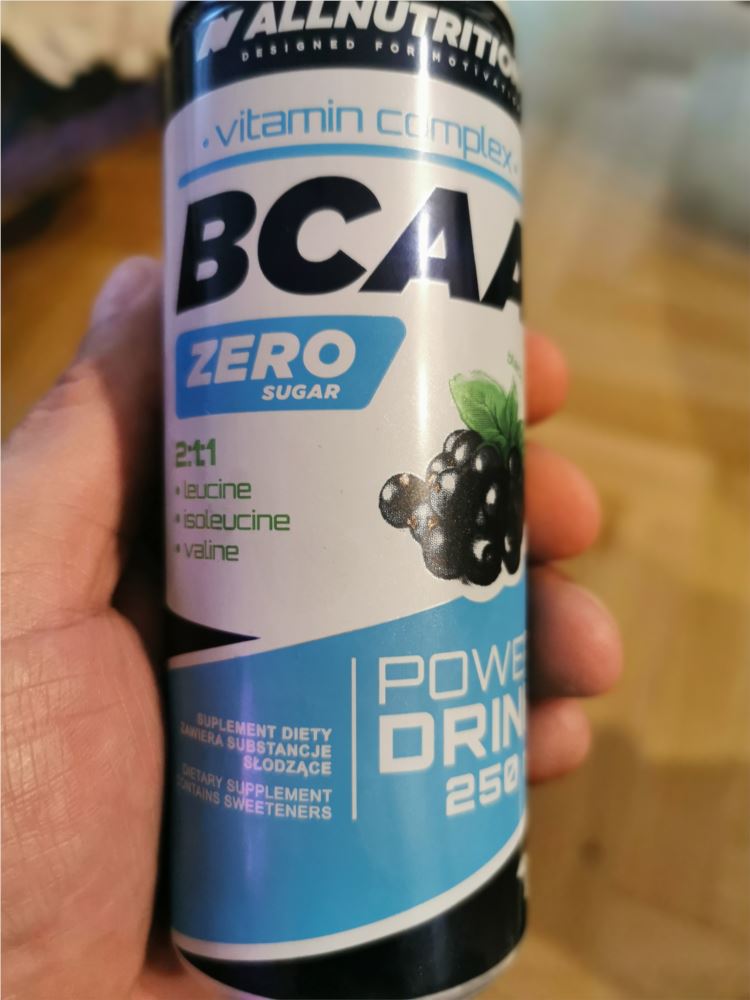 ALLNUTRITIO
DESIGNED FOR MOTIVAT
• vitamin complex •
BCAA
ZERO
SUGAR
2:1:1
• leucine
• isoleucine
• valine
POWE
DRIN
250
SUPLEMENT DIETY
ZAWIERA SUBSTANCJE
SŁODZĄCE
DIETARY SUPPLEMENT
CONTAINS SWEETENERS